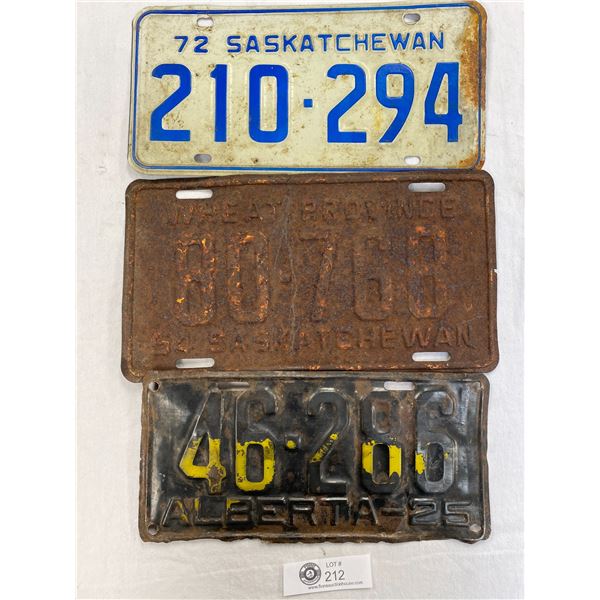 72 SASKATCHEWAN
210·294
WHEAT PROVINCE
80·768
54 SASKATCHEWAN
46·286
ALBERTA-25
LOT #
212